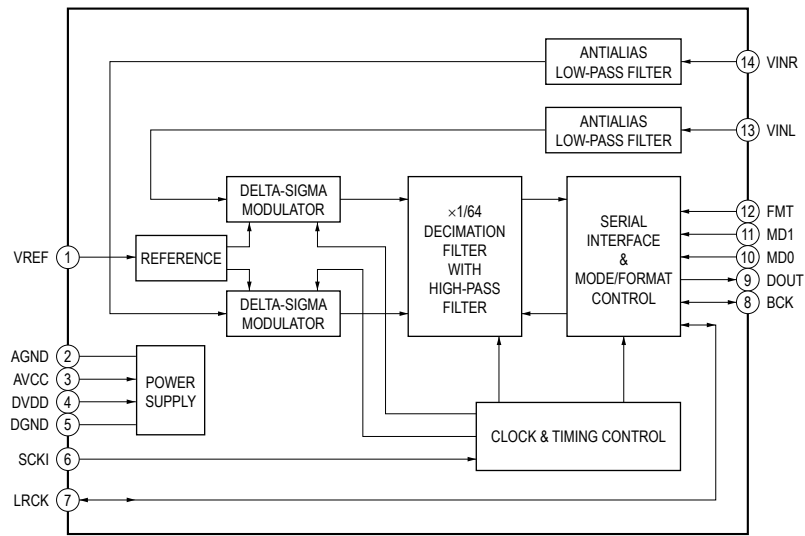 ANTIALIAS
LOW-PASS FILTER
14 VINR
ANTIALIAS
LOW-PASS FILTER
13 VINL
DELTA-SIGMA
MODULATOR
×1/64
DECIMATION
FILTER
WITH
HIGH-PASS
FILTER
SERIAL
INTERFACE
&
MODE/FORMAT
CONTROL
12 FMT
11 MD1
10 MD0
9 DOUT
8 BCK
VREF 1
REFERENCE
DELTA-SIGMA
MODULATOR
AGND 2
AVCC 3
DVDD 4
DGND 5
POWER
SUPPLY
CLOCK & TIMING CONTROL
SCKI 6
LRCK 7